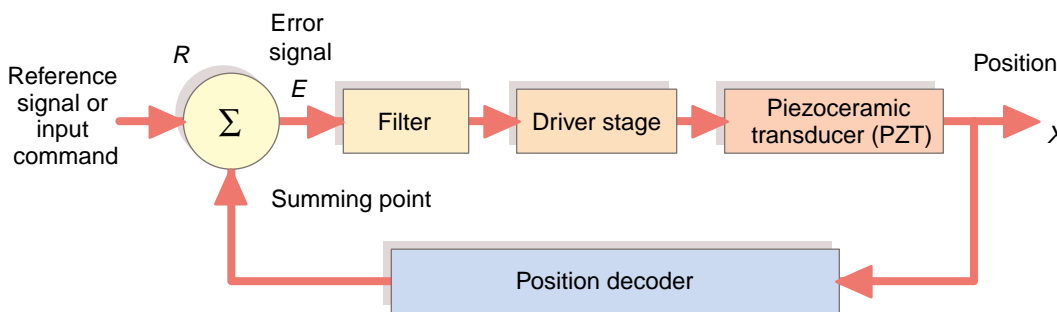 Reference
signal or
input
command
R
Σ
Error
signal
E
Filter
Driver stage
Piezoceramic
transducer (PZT)
Position
X
Summing point
Position decoder